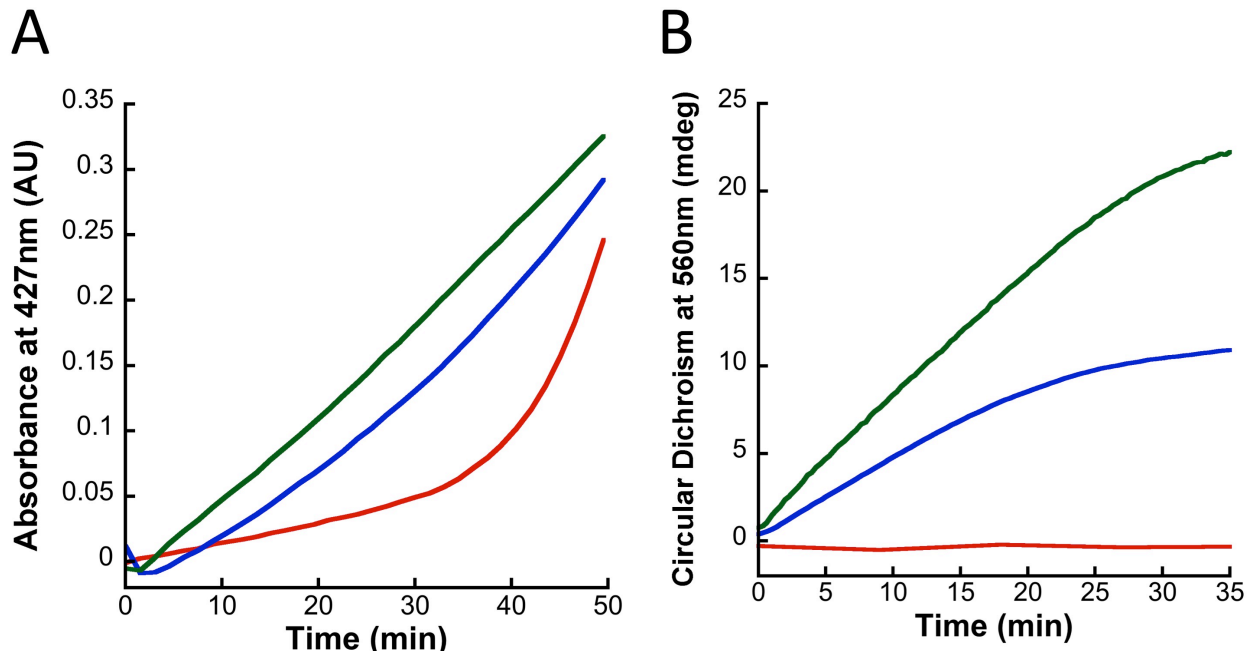 A
Absorbance at 427nm (AU)
0.35
0.3
0.25
0.2
0.15
0.1
0.05
0
0 10 20 30 40 50
Time (min)
B
Circular Dichroism at 560nm (mdeg)
25
20
15
10
5
0
0 5 10 15 20 25 30 35
Time (min)